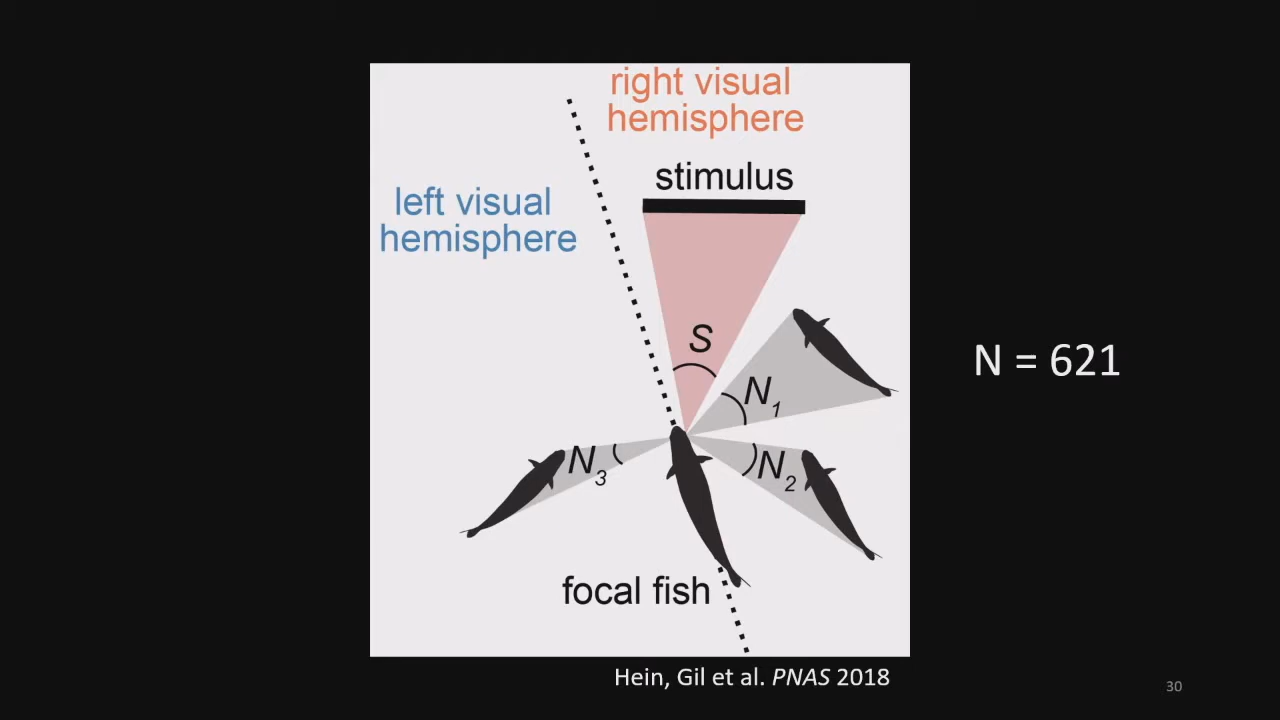 right visual
hemisphere
stimulus
left visual
hemisphere
S
N1
N = 621
N3
N2
focal fish
Hein, Gil et al. PNAS 2018
30